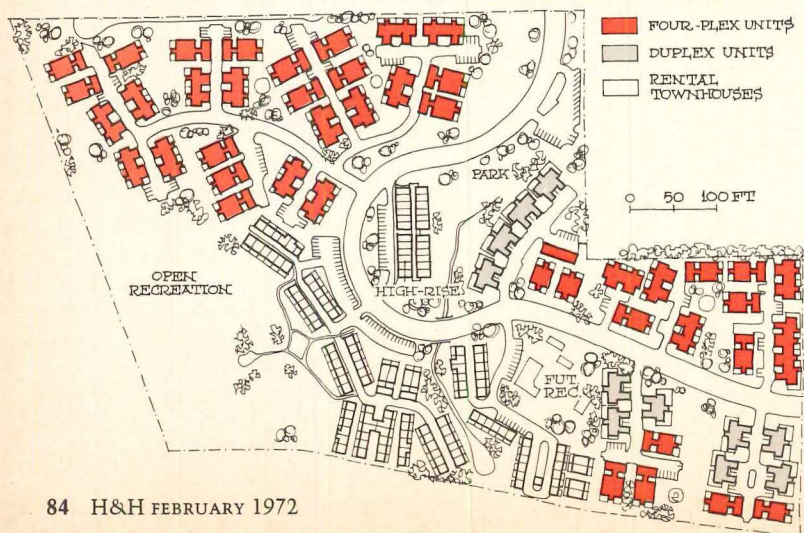 FOUR-PLEX UNITS
DUPLEX UNITS
RENTAL
TOWNHOUSES
0 50 100 FT
PARK
OPEN
RECREATION
HIGH-RISE
FUT.
REC.
84 H&H FEBRUARY 1972